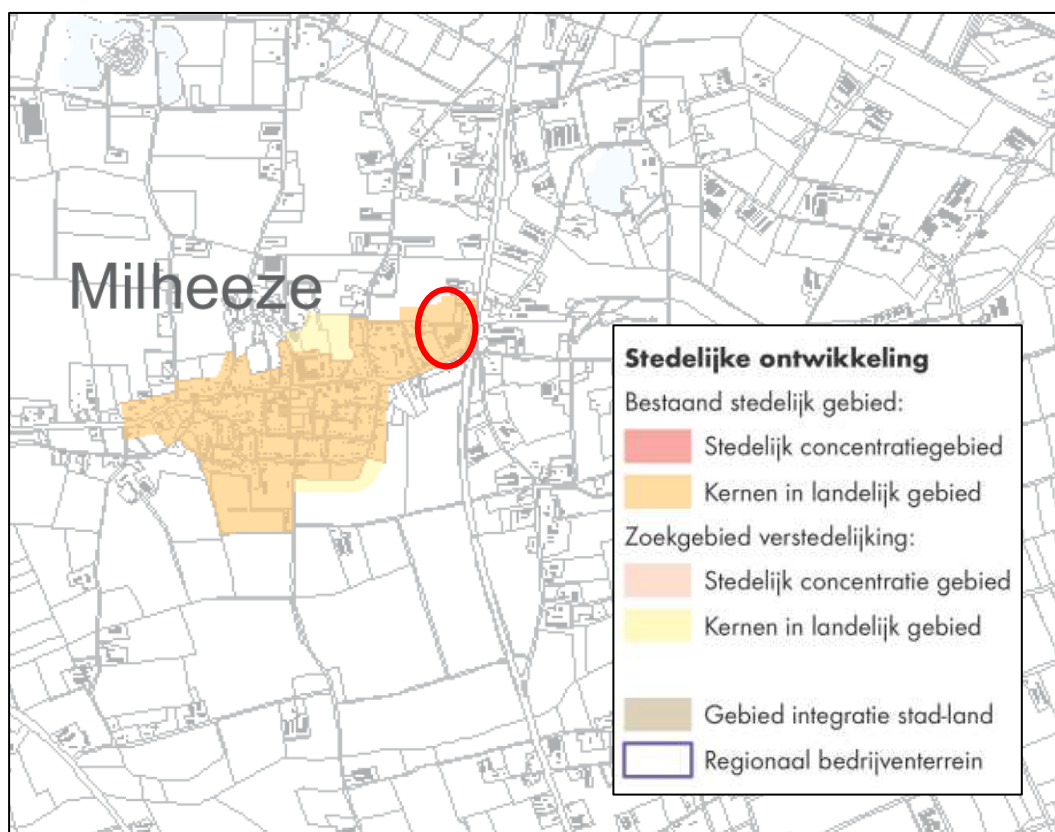 Milheeze
Stedelijke ontwikkeling
Bestaand stedelijk gebied:
Stedelijk concentratiegebied
Kernen in landelijk gebied
Zoekgebied verstedelijking:
Stedelijk concentratie gebied
Kernen in landelijk gebied
Gebied integratie stad-land
Regionaal bedrijventerrein